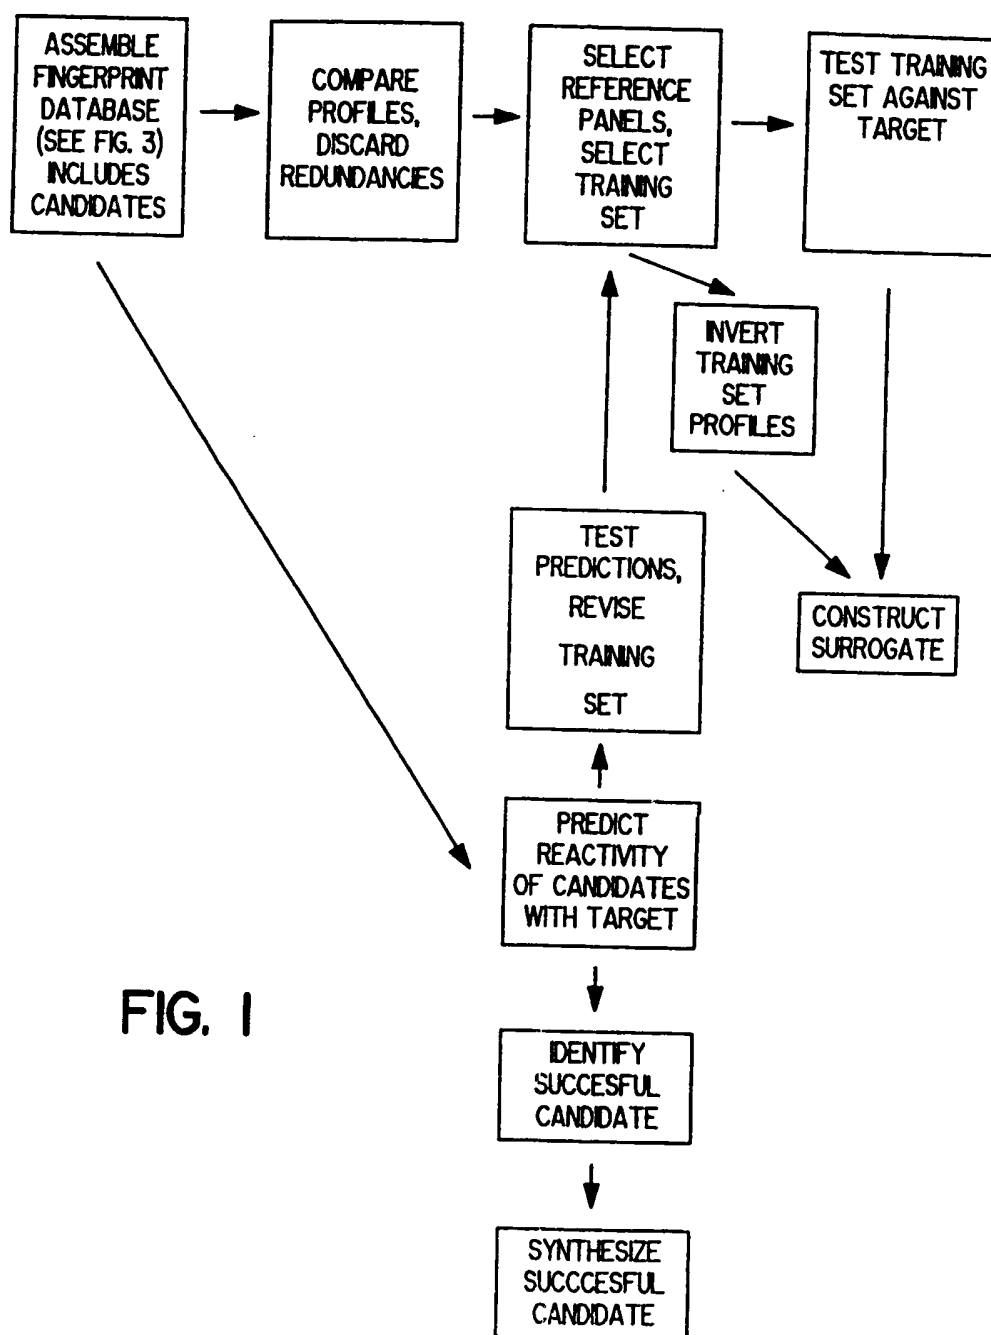 ASSEMBLE
FINGERPRINT
DATABASE
(SEE FIG. 3)
INCLUDES
CANDIDATES
COMPARE
PROFILES,
DISCARD
REDUNDANCIES
SELECT
REFERENCE
PANELS,
SELECT
TRAINING
SET
TEST TRAINING
SET AGAINST
TARGET
INVERT
TRAINING
SET
PROFILES
TEST
PREDICTIONS,
REVISE
TRAINING
SET
CONSTRUCT
SURROGATE
PREDICT
REACTIVITY
OF CANDIDATES
WITH TARGET
FIG. 1
IDENTIFY
SUCCESFUL
CANDIDATE
SYNTHESIZE
SUCCCESFUL
CANDIDATE